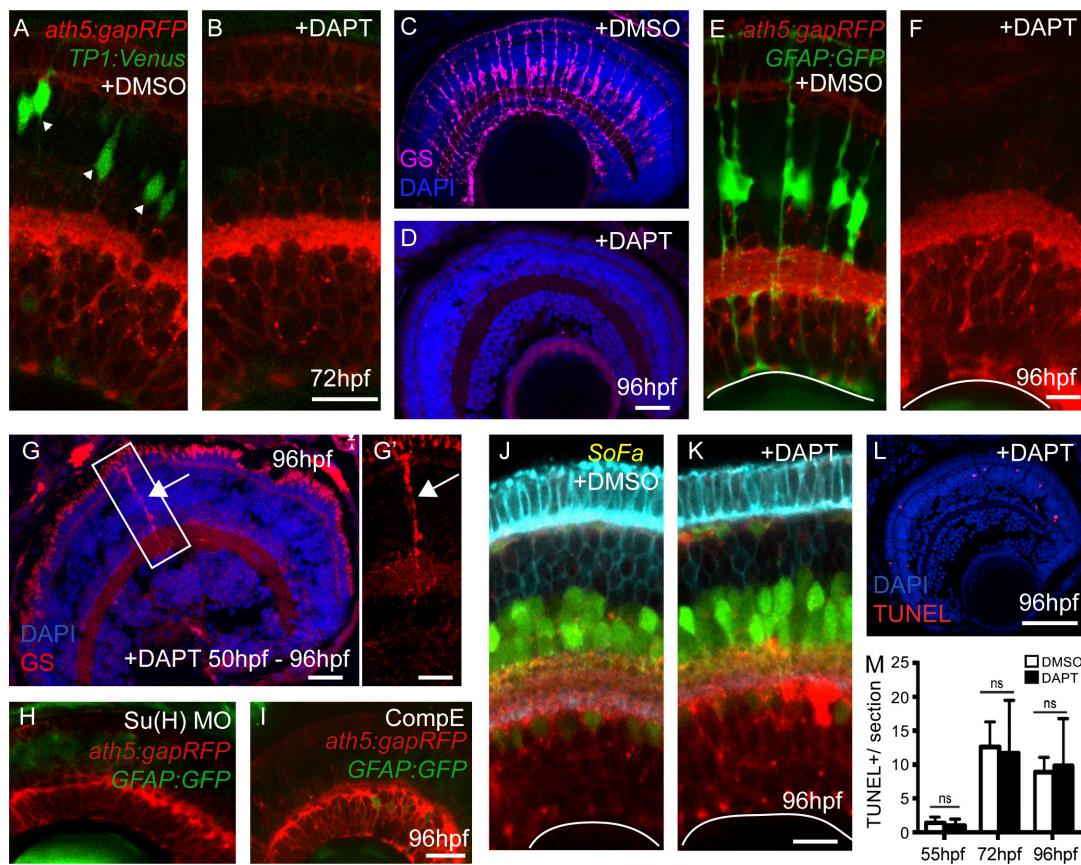 A
ath5:gapRFP
TP1:Venus
+DMSO
B
+DAPT
72hpf
C
+DMSO
GS
DAPI
D
+DAPT
96hpf
E
ath5:gapRFP
GFAP:GFP
+DMSO
F
+DAPT
96hpf
G
96hpf
DAPI
GS
+DAPT 50hpf - 96hpf
G'
H
Su(H) MO
ath5:gapRFP
GFAP:GFP
I
CompE
ath5:gapRFP
GFAP:GFP
96hpf
J
SoFa
+DMSO
K
+DAPT
96hpf
L
+DAPT
DAPI
TUNEL
96hpf
M
TUNEL+/ section
25
20
15
10
5
0
DMSO
DAPT
ns
ns
ns
55hpf
72hpf
96hpf